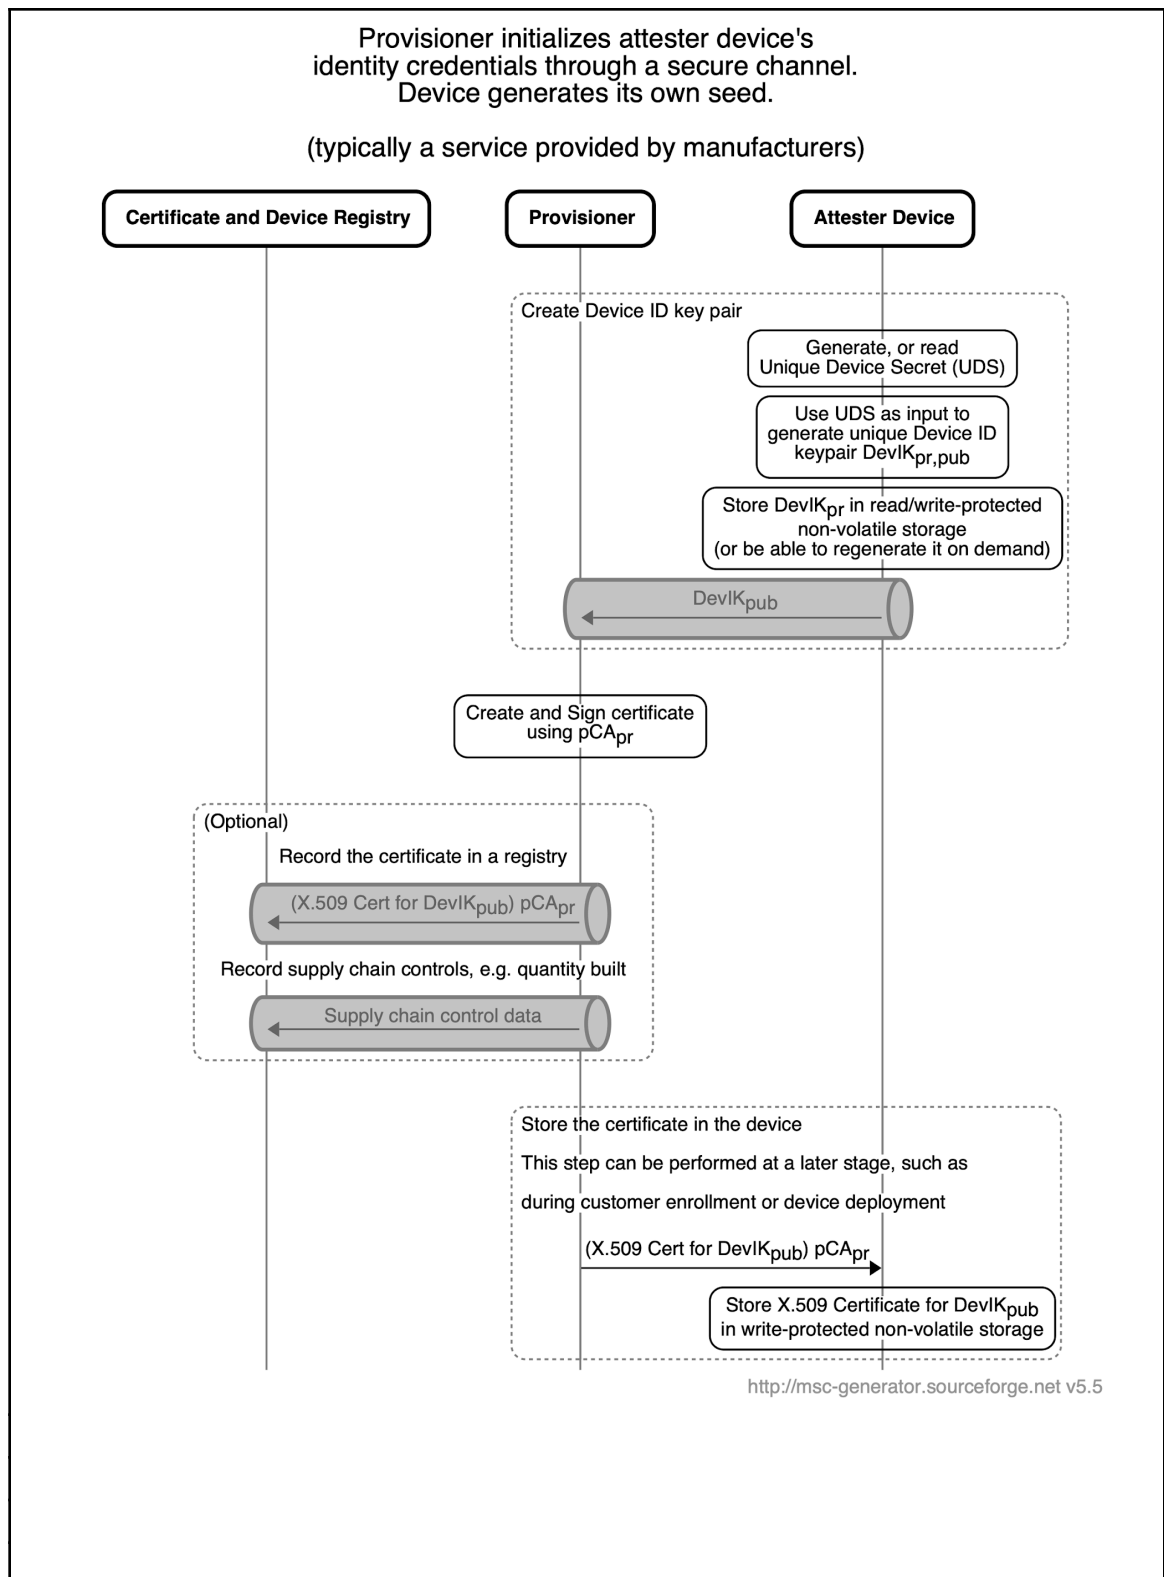 Provisioner initializes attester device's
identity credentials through a secure channel.
Device generates its own seed.
(typically a service provided by manufacturers)
Certificate and Device Registry
Provisioner
Attester Device
Create Device ID key pair
Generate, or read
Unique Device Secret (UDS)
Use UDS as input to
generate unique Device ID
keypair DevIKpr,pub
Store DevIKpr in read/write-protected
non-volatile storage
(or be able to regenerate it on demand)
DevIKpub
Create and Sign certificate
using pCApr
(Optional)
Record the certificate in a registry
(X.509 Cert for DevIKpub) pCApr
Record supply chain controls, e.g. quantity built
Supply chain control data
Store the certificate in the device
This step can be performed at a later stage, such as
during customer enrollment or device deployment
(X.509 Cert for DevIKpub) pCApr
Store X.509 Certificate for DevIKpub
in write-protected non-volatile storage
http://msc-generator.sourceforge.net v5.5